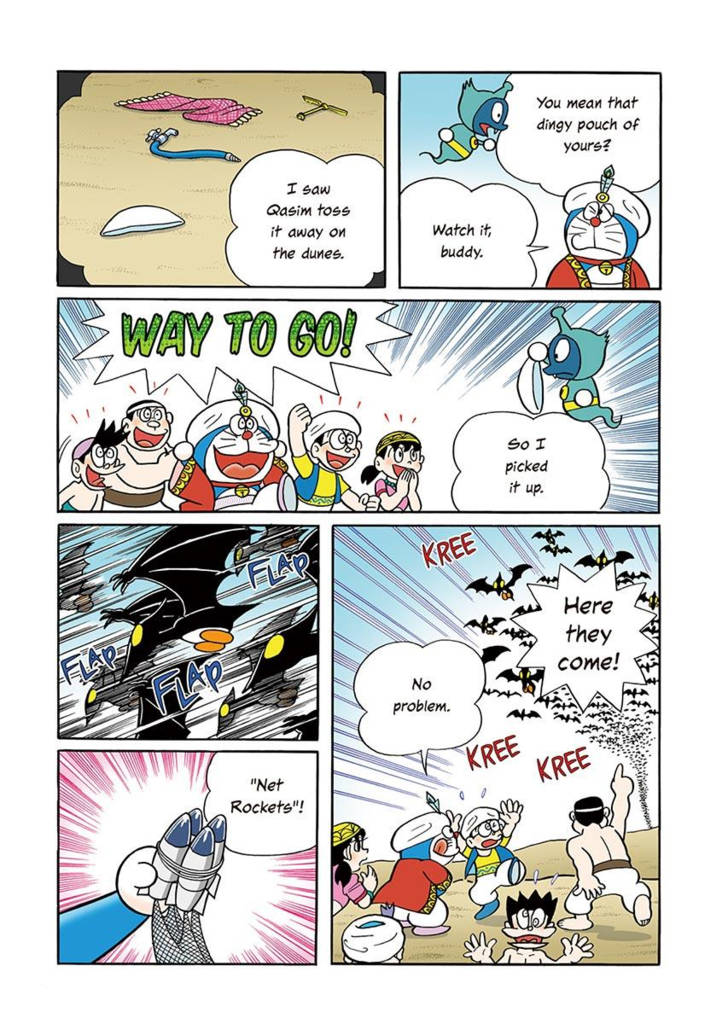 I saw
Qasim toss
it away on
the dunes.
You mean that
dingy pouch of
yours?
Watch it,
buddy.
WAY TO GO!
So I
picked
it up.
FLAP
FLAP
FLAP
KREE
Here
they
come!
No
problem.
KREE
KREE
"Net
Rockets"!